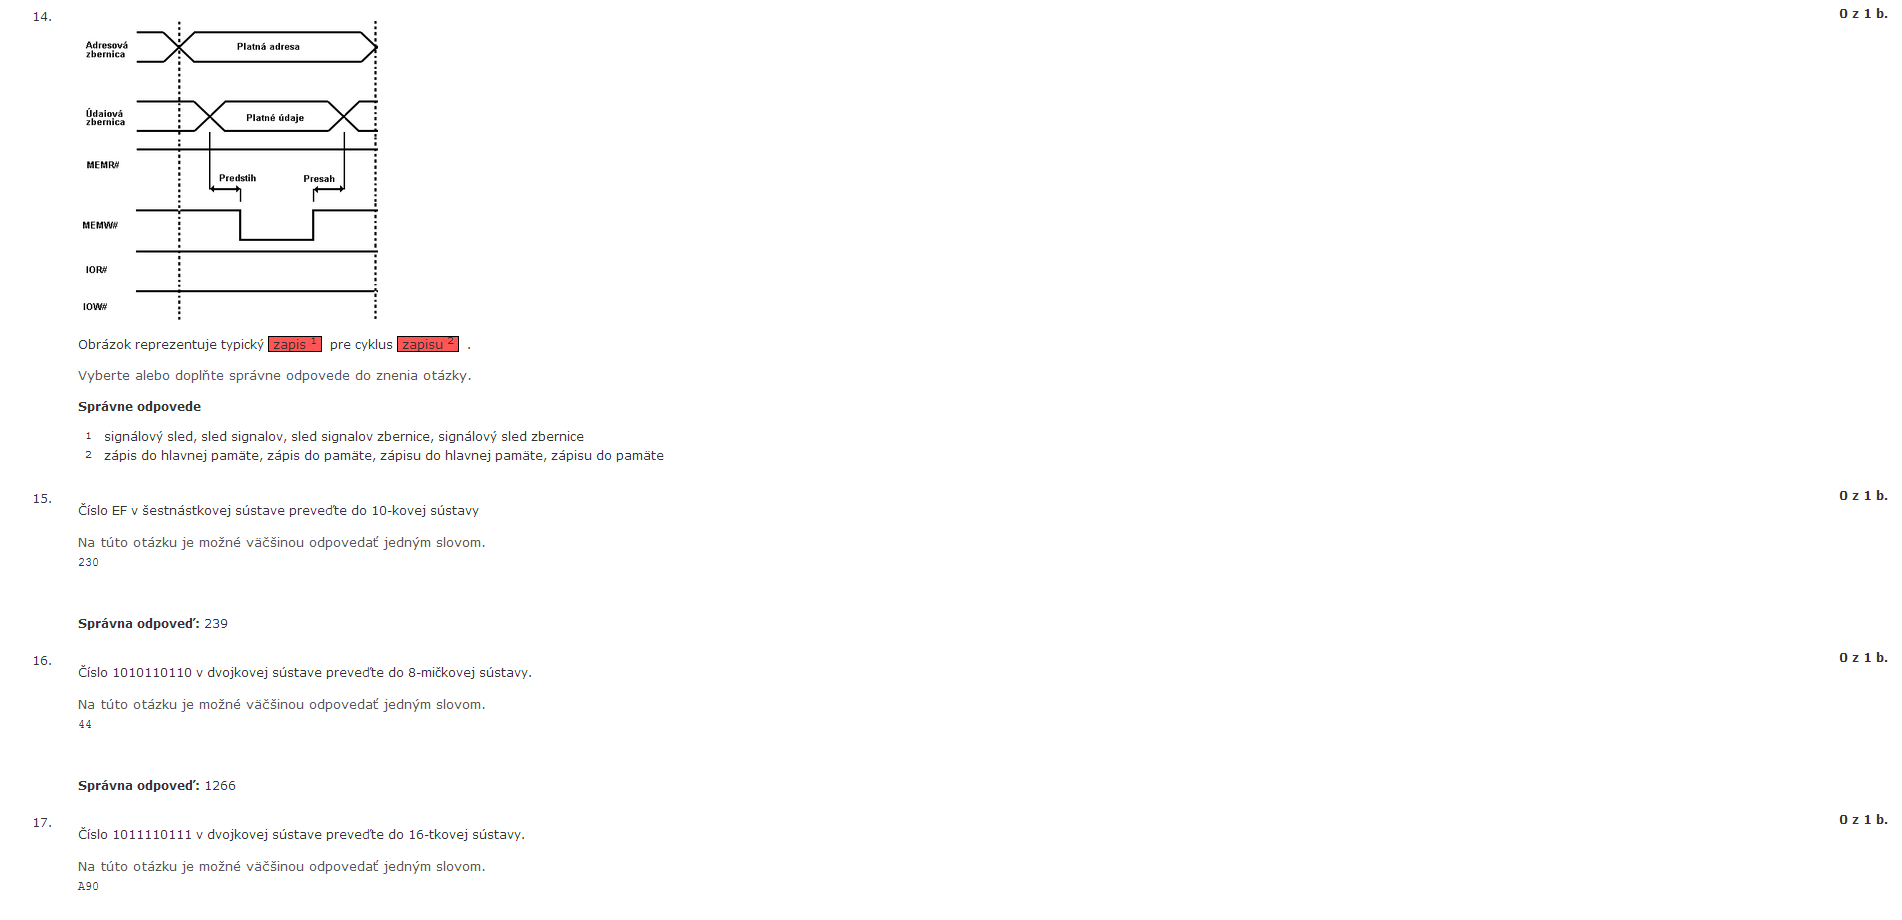 14.
0 z 1 b.
Adresová
zbernica
Platná adresa
Údaiová
zbernica
Platné údaje
MEMR#
Predstih
Presah
MEMW#
IOR#
IOW#
Obrázok reprezentuje typický zapis 1 pre cyklus zapisu 2 .
Vyberte alebo doplňte správne odpovede do znenia otázky.
Správne odpovede
1 signálový sled, sled signalov, sled signalov zbernice, signálový sled zbernice
2 zápis do hlavnej pamäte, zápis do pamäte, zápisu do hlavnej pamäte, zápisu do pamäte
15.
0 z 1 b.
Číslo EF v šestnástkovej sústave preveďte do 10-kovej sústavy
Na túto otázku je možné väčšinou odpovedať jedným slovom.
230
Správna odpoveď: 239
16.
0 z 1 b.
Číslo 1010110110 v dvojkovej sústave preveďte do 8-mičkovej sústavy.
Na túto otázku je možné väčšinou odpovedať jedným slovom.
44
Správna odpoveď: 1266
17.
0 z 1 b.
Číslo 1011110111 v dvojkovej sústave preveďte do 16-tkovej sústavy.
Na túto otázku je možné väčšinou odpovedať jedným slovom.
A90